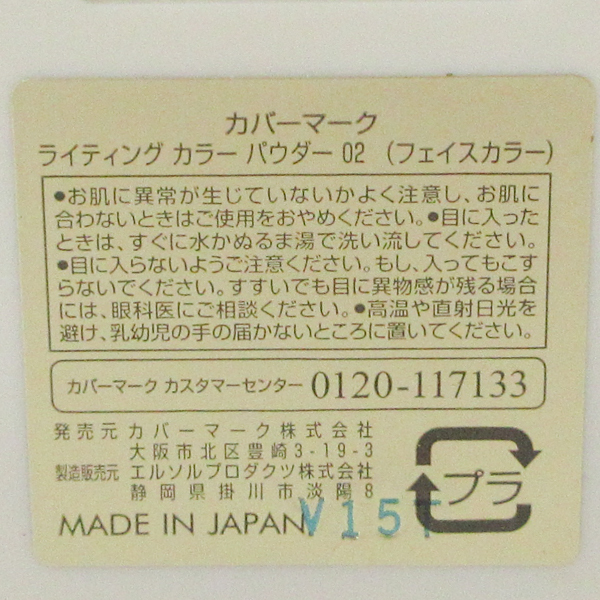 カバーマーク
ライティング カラー パウダー 02 （フェイスカラー）
●お肌に異常が生じていないかよく注意し、お肌に
合わないときはご使用をおやめください。●目に入った
ときは、すぐに水かぬるま湯で洗い流してください。
●目に入らないようご注意ください。もし、入ってもこす
らないでください。すすいでも目に異物感が残る場合
には、眼科医にご相談ください。●高温や直射日光を
避け、乳幼児の手の届かないところに置いてください。
カバーマーク カスタマーセンター 0120-117133
発売元 カバーマーク株式会社
大阪市北区豊崎3-19-3
製造販売元 エルソルプロダクツ株式会社
静岡県掛川市淡陽8
プラ
MADE IN JAPAN V15T